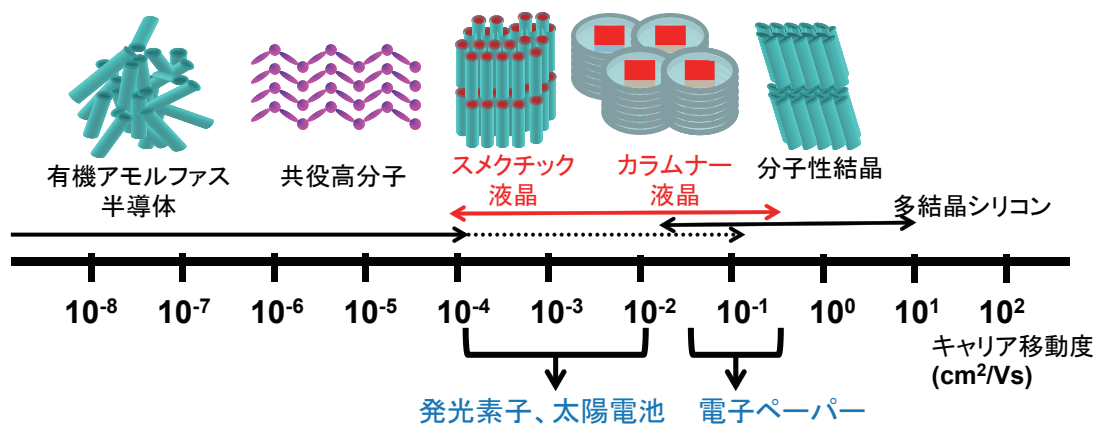 有機アモルファス
半導体
共役高分子
スメクチック
液晶
カラムナー
液晶
分子性結晶
多結晶シリコン
10⁻⁸ 10⁻⁷ 10⁻⁶ 10⁻⁵ 10⁻⁴ 10⁻³ 10⁻² 10⁻¹ 10⁰ 10¹ 10²
キャリア移動度
(cm²/Vs)
発光素子、太陽電池
電子ペーパー